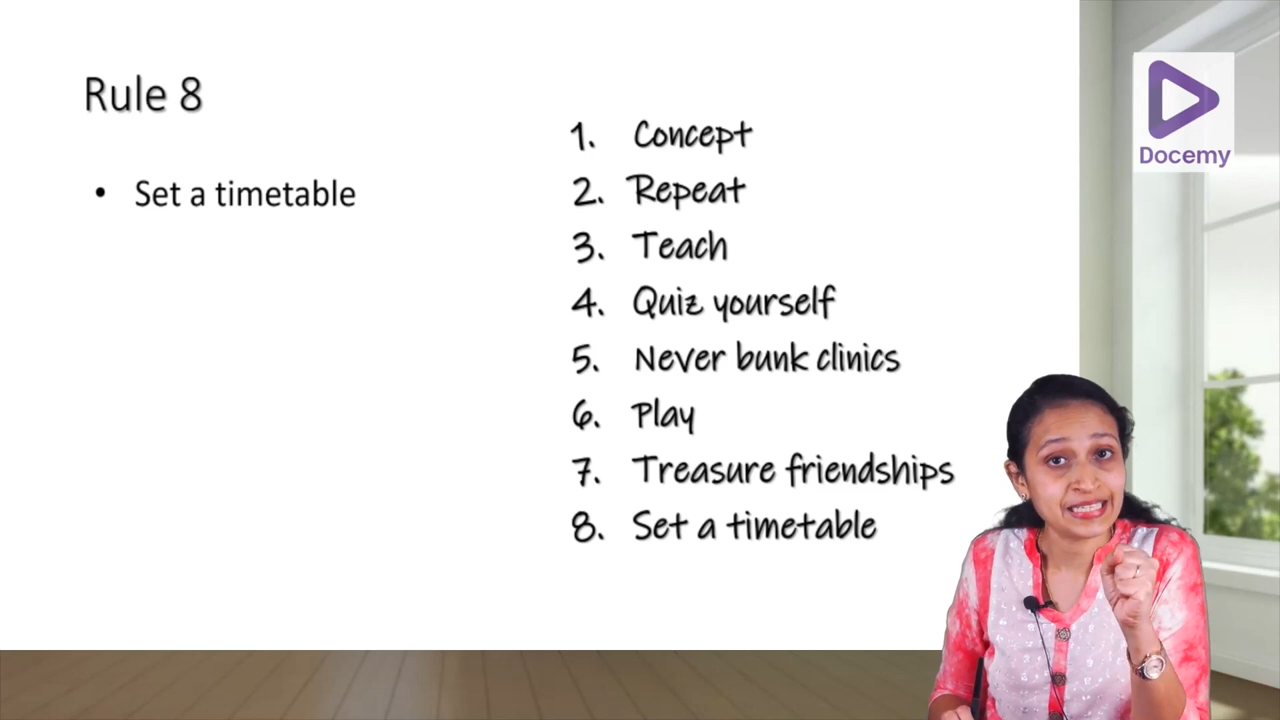 Rule 8
• Set a timetable
1. Concept
2. Repeat
3. Teach
4. Quiz yourself
5. Never bunk clinics
6. Play
7. Treasure friendships
8. Set a timetable
Docemy